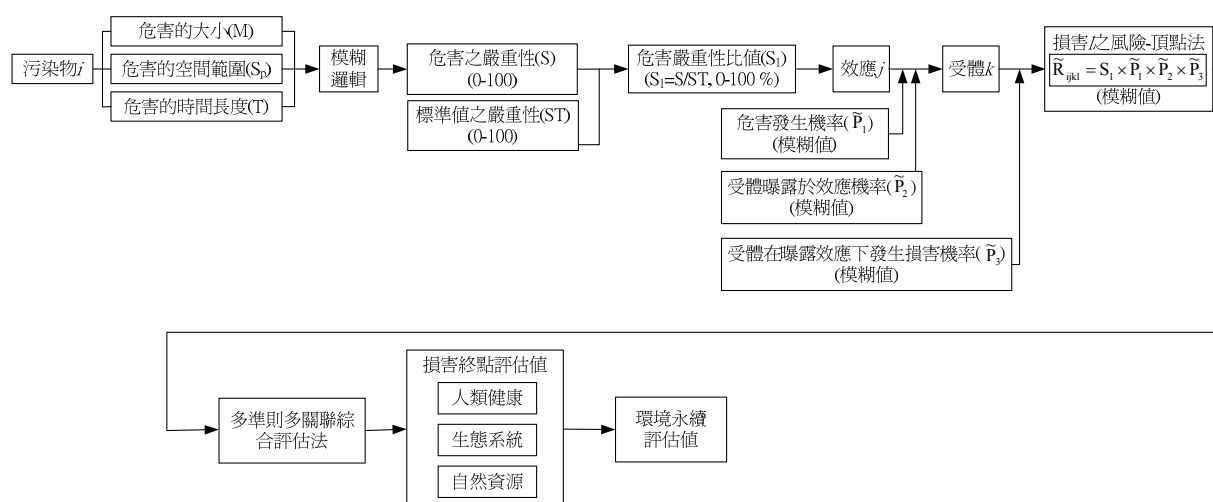 污染物i
危害的大小(M)
危害的空間範圍(Sp)
危害的時間長度(T)
模糊
邏輯
危害之嚴重性(S)
(0-100)
標準值之嚴重性(ST)
(0-100)
危害嚴重性比值(S1)
(S1=S/ST, 0-100 %)
效應j
受體k
損害l之風險-頂點法
R̃ijkl = S1 × P̃1 × P̃2 × P̃3
(模糊值)
危害發生機率(P̃1)
(模糊值)
受體曝露於效應機率(P̃2)
(模糊值)
受體在曝露效應下發生損害機率(P̃3)
(模糊值)
多準則多關聯綜
合評估法
損害終點評估值
人類健康
生態系統
自然資源
環境永續
評估值